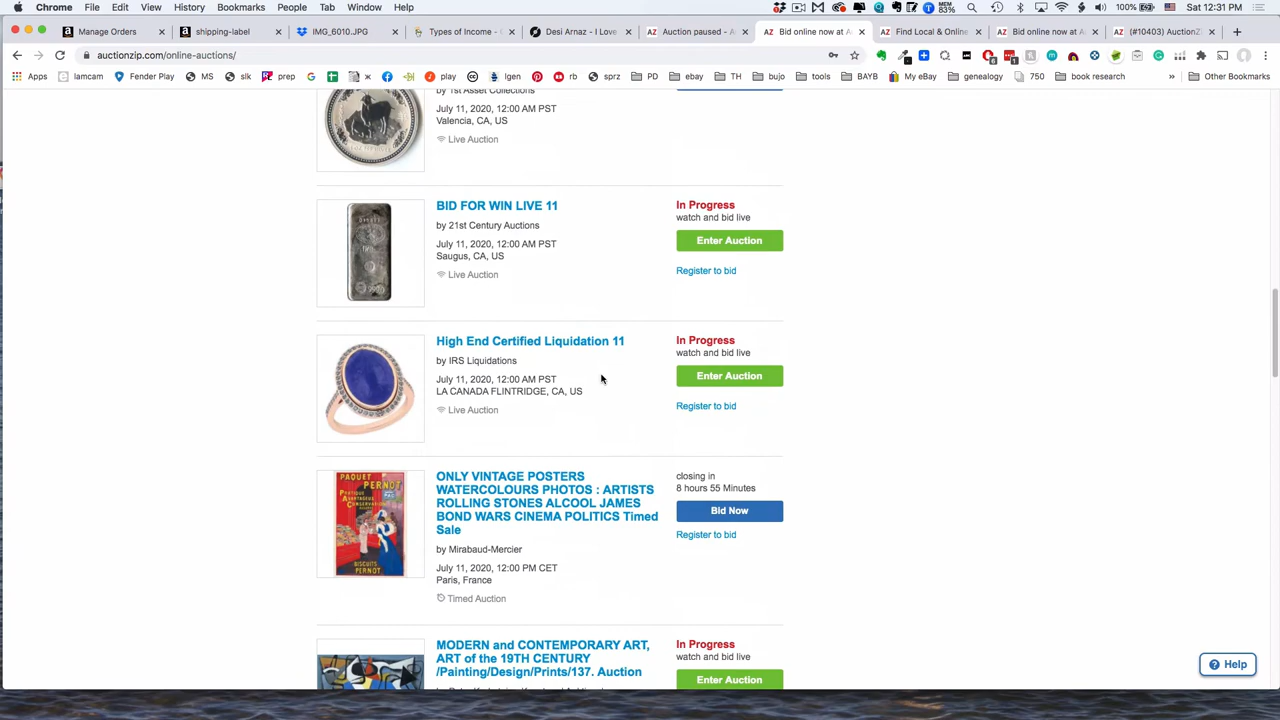 Chrome File Edit View History Bookmarks People Tab Window Help MEM 83% 100% Sat 12:31 PM
Manage Orders shipping-label IMG_6010.JPG Types of Income - Desi Arnaz - I Love Auction paused - A Bid online now at A Find Local & Online Bid online now at A (#10403) AuctionZ
auctionzip.com/online-auctions/
Apps lamcam Fender Play MS slk prep play lgen rb sprz PD ebay TH bujo tools BAYB My eBay genealogy 750 book research » Other Bookmarks
by 1st Asset Collections
July 11, 2020, 12:00 AM PST
Valencia, CA, US
Live Auction
BID FOR WIN LIVE 11
by 21st Century Auctions
July 11, 2020, 12:00 AM PST
Saugus, CA, US
Live Auction
In Progress
watch and bid live
Enter Auction
Register to bid
High End Certified Liquidation 11
by IRS Liquidations
July 11, 2020, 12:00 AM PST
LA CANADA FLINTRIDGE, CA, US
Live Auction
In Progress
watch and bid live
Enter Auction
Register to bid
PAQUET
PERNOT
BISCUITS
PERNOT
ONLY VINTAGE POSTERS
WATERCOLOURS PHOTOS : ARTISTS
ROLLING STONES ALCOOL JAMES
BOND WARS CINEMA POLITICS Timed
Sale
by Mirabaud-Mercier
July 11, 2020, 12:00 PM CET
Paris, France
Timed Auction
closing in
8 hours 55 Minutes
Bid Now
Register to bid
MODERN and CONTEMPORARY ART,
ART of the 19TH CENTURY
/Painting/Design/Prints/137. Auction
In Progress
watch and bid live
Enter Auction
Help